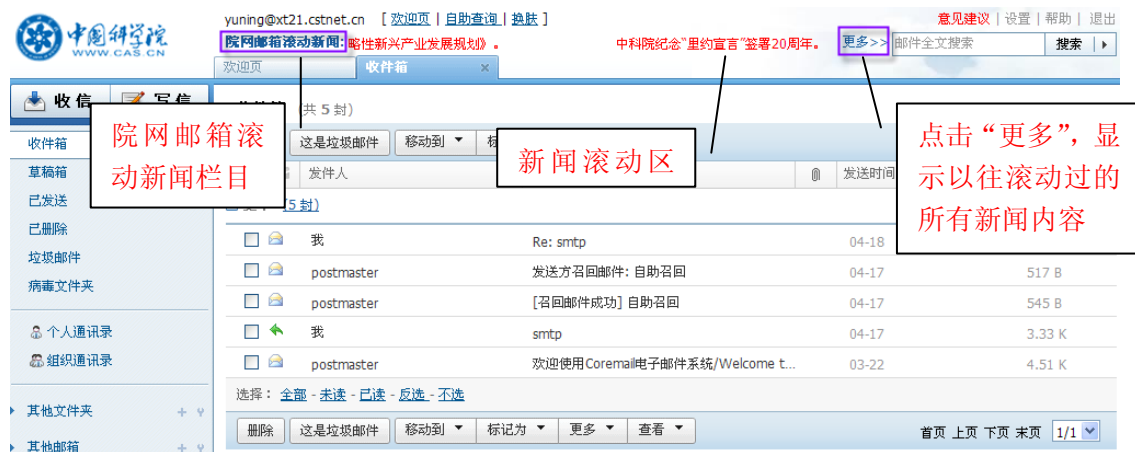 中国科学院
WWW.CAS.CN
yuning@xt21.cstnet.cn [ 欢迎页 | 自助查询 | 换肤 ]
意见建议 | 设置 | 帮助 | 退出
院网邮箱滚动新闻: 略性新兴产业发展规划》。 中科院纪念"里约宣言"签署20周年。 更多>>
邮件全文搜索 搜索
欢迎页 收件箱 ×
收信 写信
(共 5 封)
这是垃圾邮件 移动到
院网邮箱滚
动新闻栏目
新闻滚动区
点击“更多”，显
示以往滚动过的
所有新闻内容
发件人 发送时间
(5 封)
我 Re: smtp 04-18
postmaster 发送方召回邮件: 自助召回 04-17 517 B
postmaster [召回邮件成功] 自助召回 04-17 545 B
我 smtp 04-17 3.33 K
postmaster 欢迎使用Coremail电子邮件系统/Welcome t... 03-22 4.51 K
选择： 全部 - 未读 - 已读 - 反选 - 不选
删除 这是垃圾邮件 移动到 标记为 更多 查看
首页 上页 下页 末页 1/1
收件箱
草稿箱
已发送
已删除
垃圾邮件
病毒文件夹
个人通讯录
组织通讯录
其他文件夹 +
其他邮箱 +